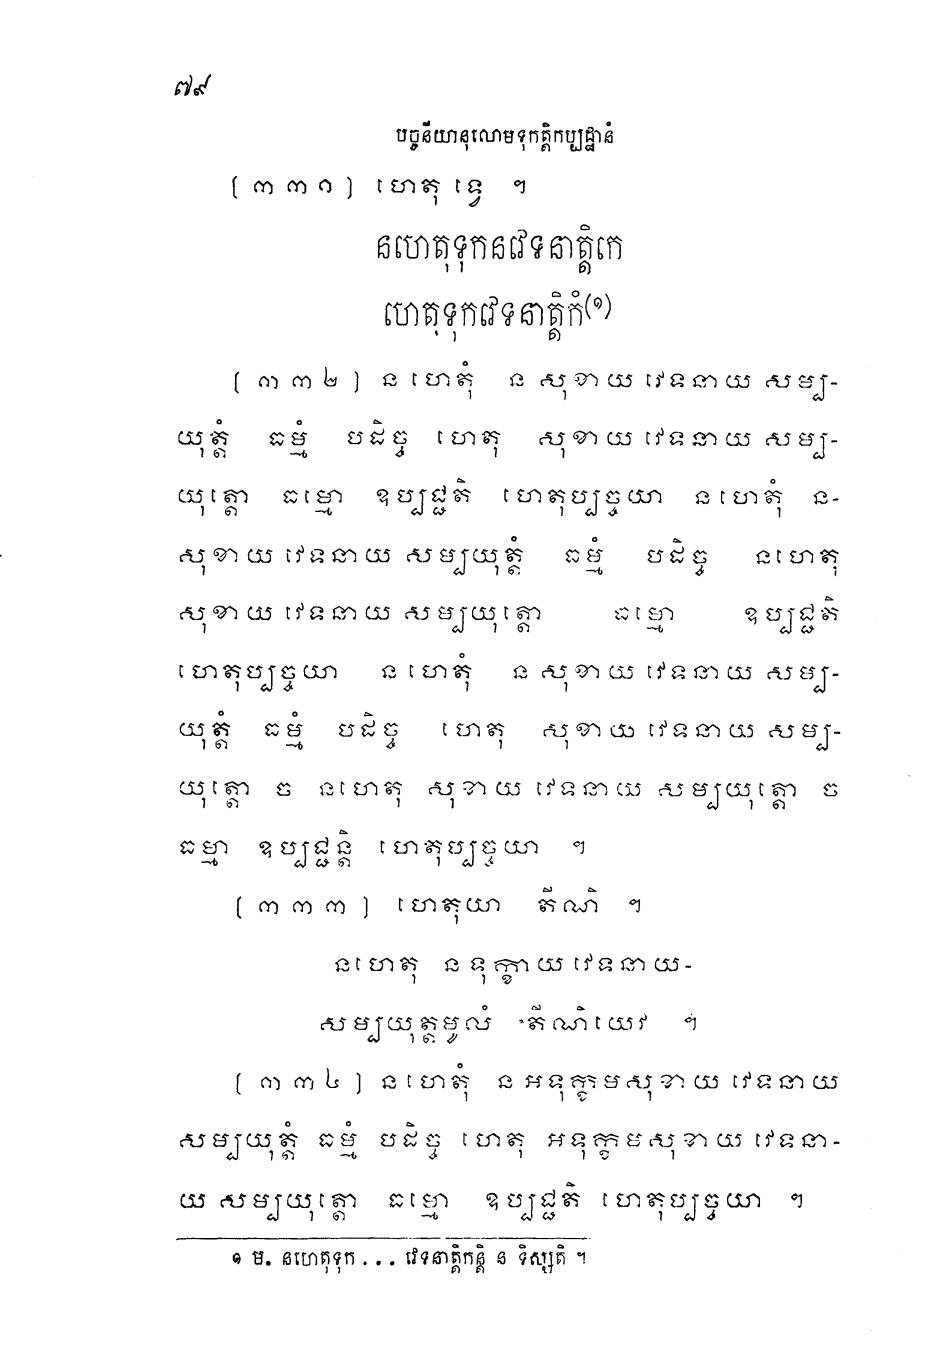 ៧៩
បច្ចនីយានុលោមទុកត្តិកប្បដ្ឋានំ
(៣៣១) ហេតុ ទ្វេ ។
នហេតុទុកនវេទនាត្តិកេ
ហេតុទុកវេទនាត្តិកំ(១)
(៣៣២) ន ហេតុំ ន សុខាយ វេទនាយ សម្ប-
យុត្តំ ធម្មំ បដិច្ច ហេតុ សុខាយ វេទនាយ សម្ប-
យុត្តោ ធម្មោ ឧប្បជ្ជតិ ហេតុប្បច្ចយា ន ហេតុំ ន-
សុខាយ វេទនាយ សម្បយុត្តំ ធម្មំ បដិច្ច នហេតុ
សុខាយ វេទនាយ សម្បយុត្តោ ធម្មោ ឧប្បជ្ជតិ
ហេតុប្បច្ចយា ន ហេតុំ ន សុខាយ វេទនាយ សម្ប-
យុត្តំ ធម្មំ បដិច្ច ហេតុ សុខាយ វេទនាយ សម្ប-
យុត្តោ ច នហេតុ សុខាយ វេទនាយ សម្បយុត្តោ ច
ធម្មា ឧប្បជ្ជន្តិ ហេតុប្បច្ចយា ។
(៣៣៣) ហេតុយា តីណិ ។
នហេតុ ន ទុក្ខាយ វេទនាយ-
សម្បយុត្តមូលំ តីណិយេវ ។
(៣៣៤) ន ហេតុំ ន អទុក្ខមសុខាយ វេទនាយ
សម្បយុត្តំ ធម្មំ បដិច្ច ហេតុ អទុក្ខមសុខាយ វេទនា-
យ សម្បយុត្តោ ធម្មោ ឧប្បជ្ជតិ ហេតុប្បច្ចយា ។
១ ម. នហេតុទុក ... វេទនាត្តិកន្តិ ន ទិស្សតិ ។